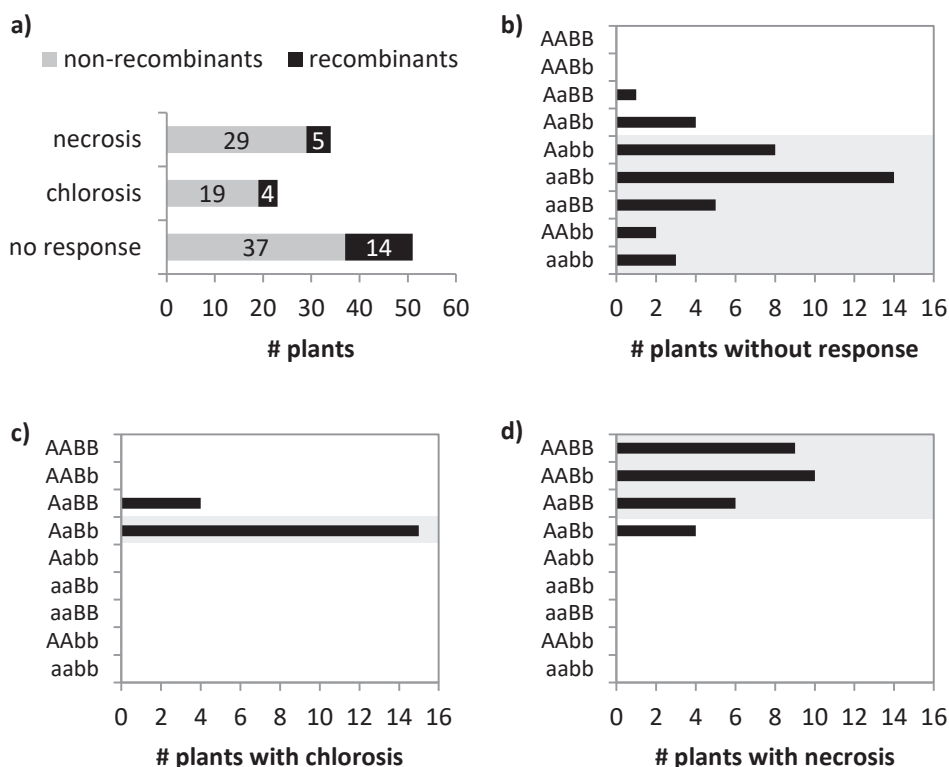 a)
non-recombinants recombinants
necrosis 29 5
chlorosis 19 4
no response 37 14
0 10 20 30 40 50 60
# plants
b)
AABB
AABb
AaBB
AaBb
Aabb
aaBb
aaBB
AAbb
aabb
0 2 4 6 8 10 12 14 16
# plants without response
c)
AABB
AABb
AaBB
AaBb
Aabb
aaBb
aaBB
AAbb
aabb
0 2 4 6 8 10 12 14 16
# plants with chlorosis
d)
AABB
AABb
AaBB
AaBb
Aabb
aaBb
aaBB
AAbb
aabb
0 2 4 6 8 10 12 14 16
# plants with necrosis